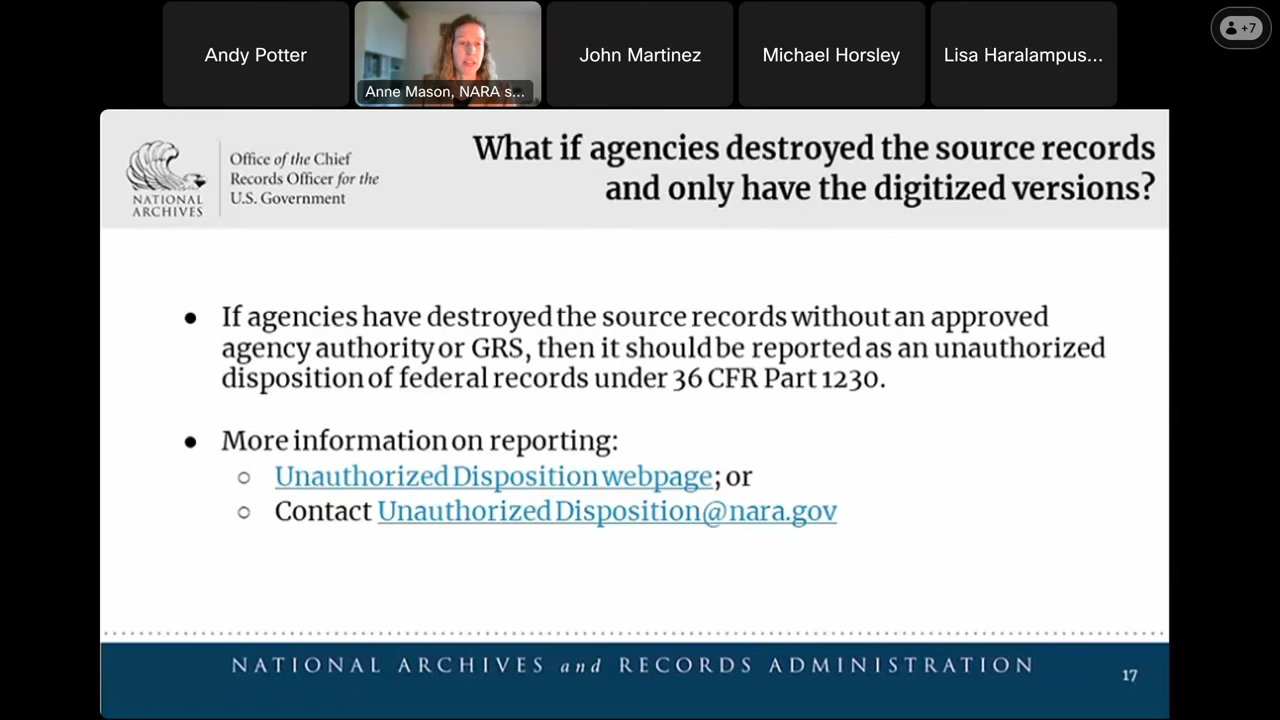 Andy Potter
Anne Mason, NARA s...
John Martinez
Michael Horsley
Lisa Haralampus...
+7
NATIONAL
ARCHIVES
Office of the Chief
Records Officer for the
U.S. Government
What if agencies destroyed the source records
and only have the digitized versions?
● If agencies have destroyed the source records without an approved
agency authority or GRS, then it should be reported as an unauthorized
disposition of federal records under 36 CFR Part 1230.
● More information on reporting:
○ Unauthorized Disposition webpage; or
○ Contact Unauthorized Disposition@nara.gov
NATIONAL ARCHIVES and RECORDS ADMINISTRATION
17